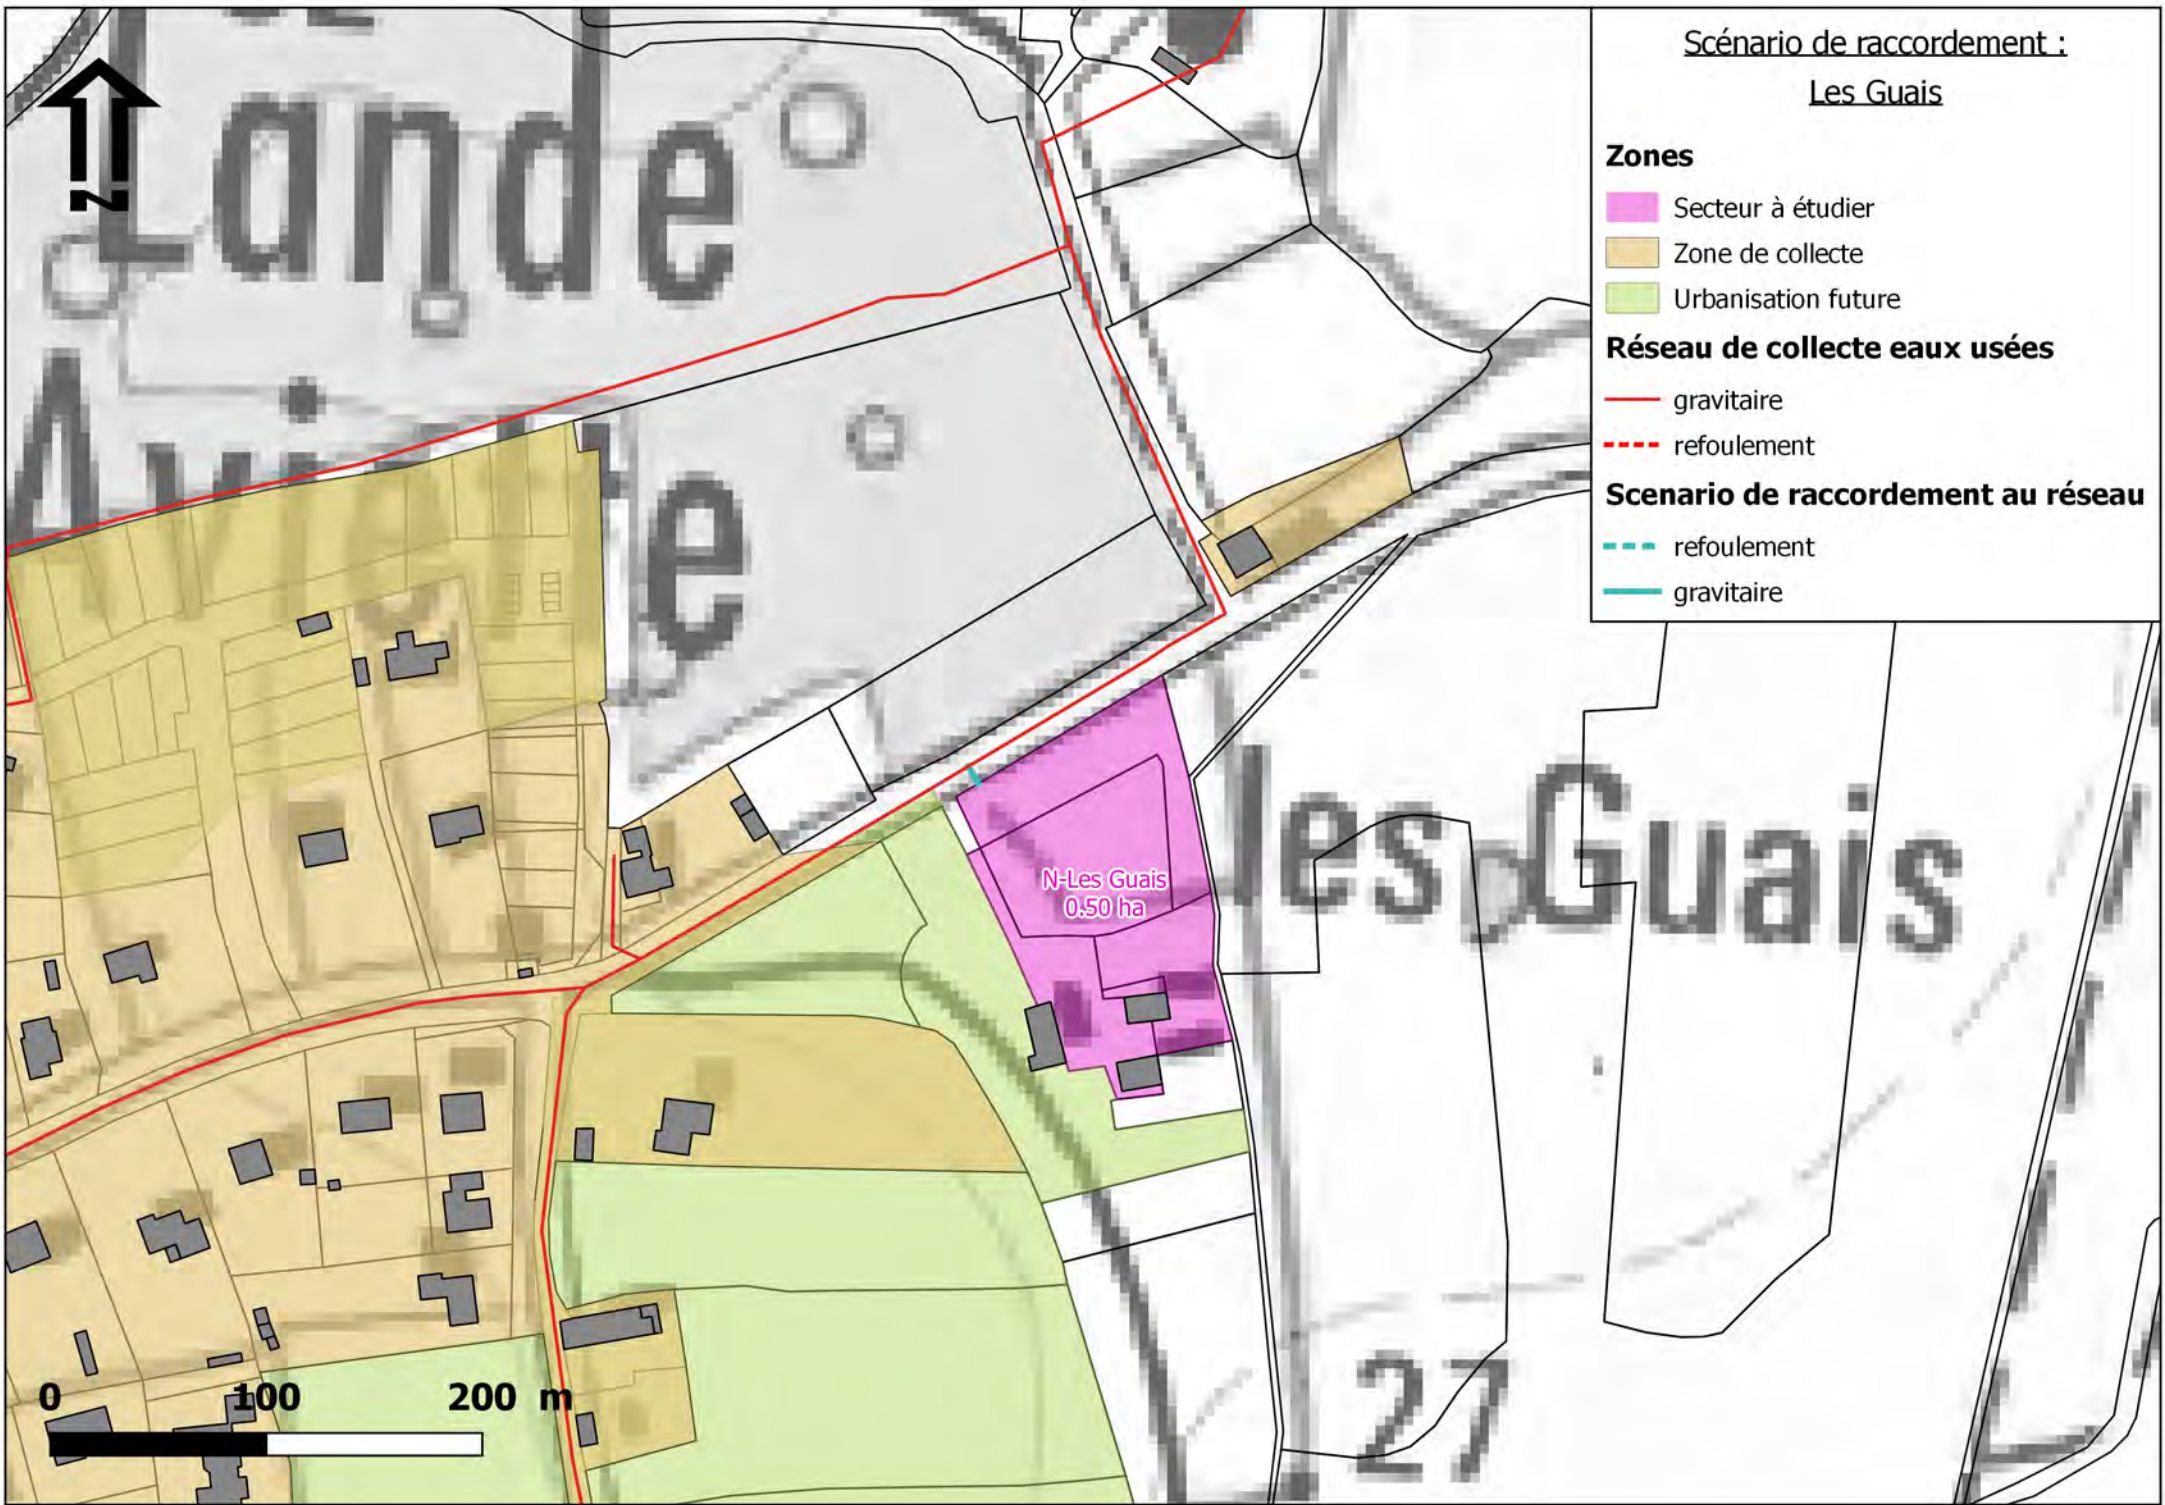 Scénario de raccordement :
Les Guais
Zones
Secteur à étudier
Zone de collecte
Urbanisation future
Réseau de collecte eaux usées
gravitaire
refoulement
Scenario de raccordement au réseau
refoulement
gravitaire
N
Lande
e
les Guais
N-Les Guais
0.50 ha
27
0 100 200 m